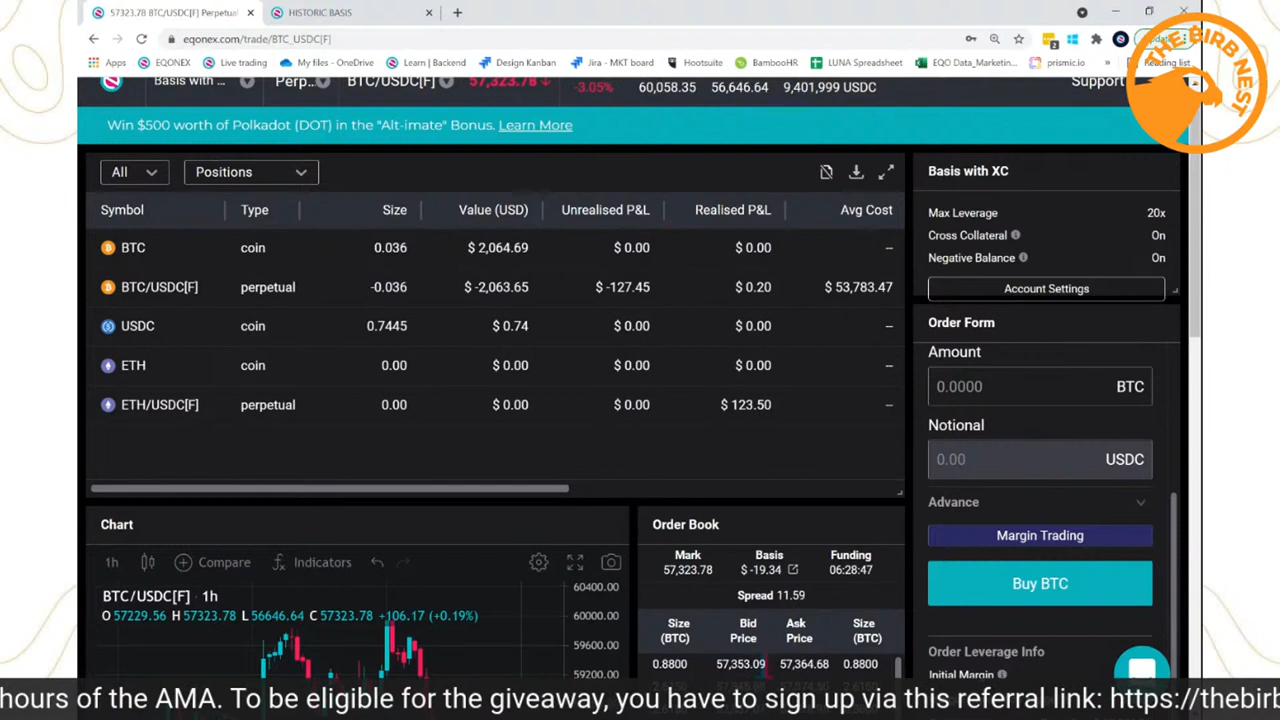 57323.78 BTC/USDC[F] Perpetual
HISTORIC BASIS
eqonex.com/trade/BTC_USDC[F]
Apps
EQONEX
Live trading
My files - OneDrive
Learn | Backend
Design Kanban
Jira - MKT board
Hootsuite
BambooHR
LUNA Spreadsheet
EQO Data_Marketing...
prismic.io
»
Reading list
THE BIRB NEST
Basis with ...
Perp...
BTC/USDC[F]
57,323.78
-3.05%
60,058.35
56,646.64
9,401,999 USDC
Support
Win $500 worth of Polkadot (DOT) in the "Alt-imate" Bonus. Learn More
All
Positions
Symbol Type Size Value (USD) Unrealised P&L Realised P&L Avg Cost
BTC coin 0.036 $ 2,064.69 $ 0.00 $ 0.00 –
BTC/USDC[F] perpetual -0.036 $ -2,063.65 $ -127.45 $ 0.20 $ 53,783.47
USDC coin 0.7445 $ 0.74 $ 0.00 $ 0.00 –
ETH coin 0.00 $ 0.00 $ 0.00 $ 0.00 –
ETH/USDC[F] perpetual 0.00 $ 0.00 $ 0.00 $ 123.50 –
Basis with XC
Max Leverage 20x
Cross Collateral On
Negative Balance On
Account Settings
Order Form
Amount
0.0000 BTC
Notional
0.00 USDC
Advance
Margin Trading
Buy BTC
Order Leverage Info
Initial Margin
Chart
1h
Compare
Indicators
BTC/USDC[F] · 1h
O 57229.56 H 57323.78 L 56646.64 C 57323.78 +106.17 (+0.19%)
60400.00
60000.00
59600.00
59200.00
Order Book
Mark Basis Funding
57,323.78 $ -19.34 06:28:47
Spread 11.59
Size (BTC) Bid Price Ask Price Size (BTC)
0.8800 57,353.09 57,364.68 0.8800
hours of the AMA. To be eligible for the giveaway, you have to sign up via this referral link: https://thebirb